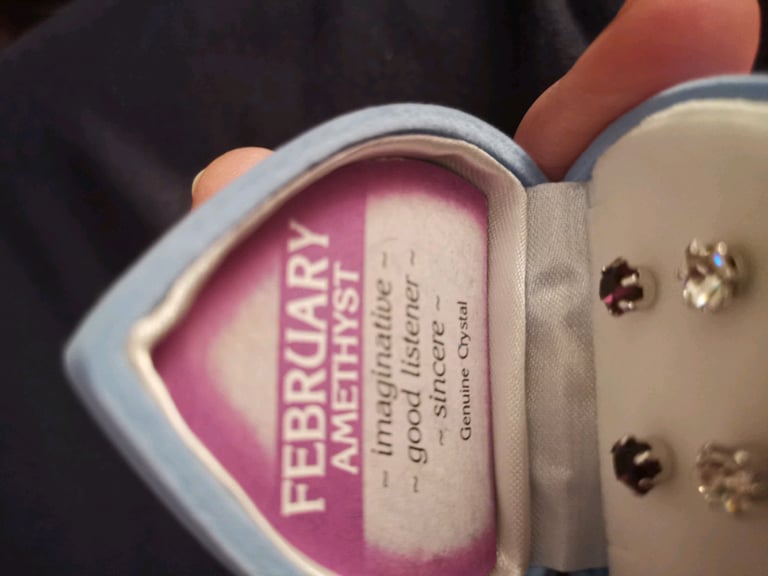 FEBRUARY
AMETHYST
~ imaginative ~
~ good listener ~
~ sincere ~
Genuine Crystal